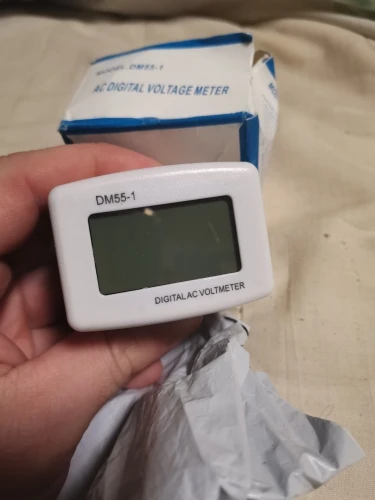 MODEL: DM55-1
AC DIGITAL VOLTAGE METER
DM55-1
DIGITAL AC VOLTMETER